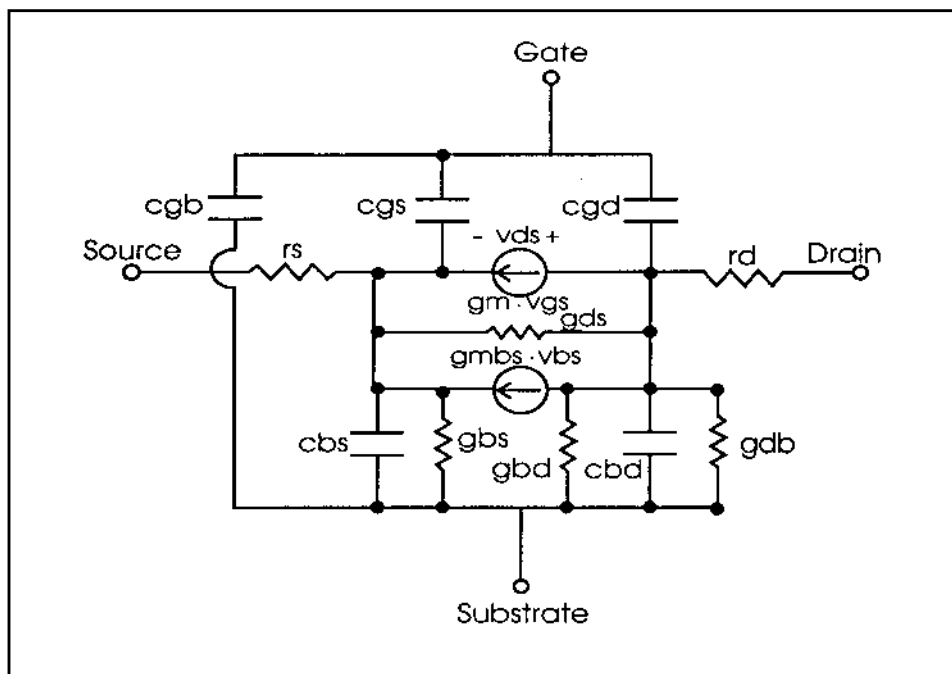 Gate
cgb
cgs
cgd
- vds +
Source
rs
rd
Drain
gm · vgs
gds
gmbs · vbs
cbs
gbs
gbd
cbd
gdb
Substrate